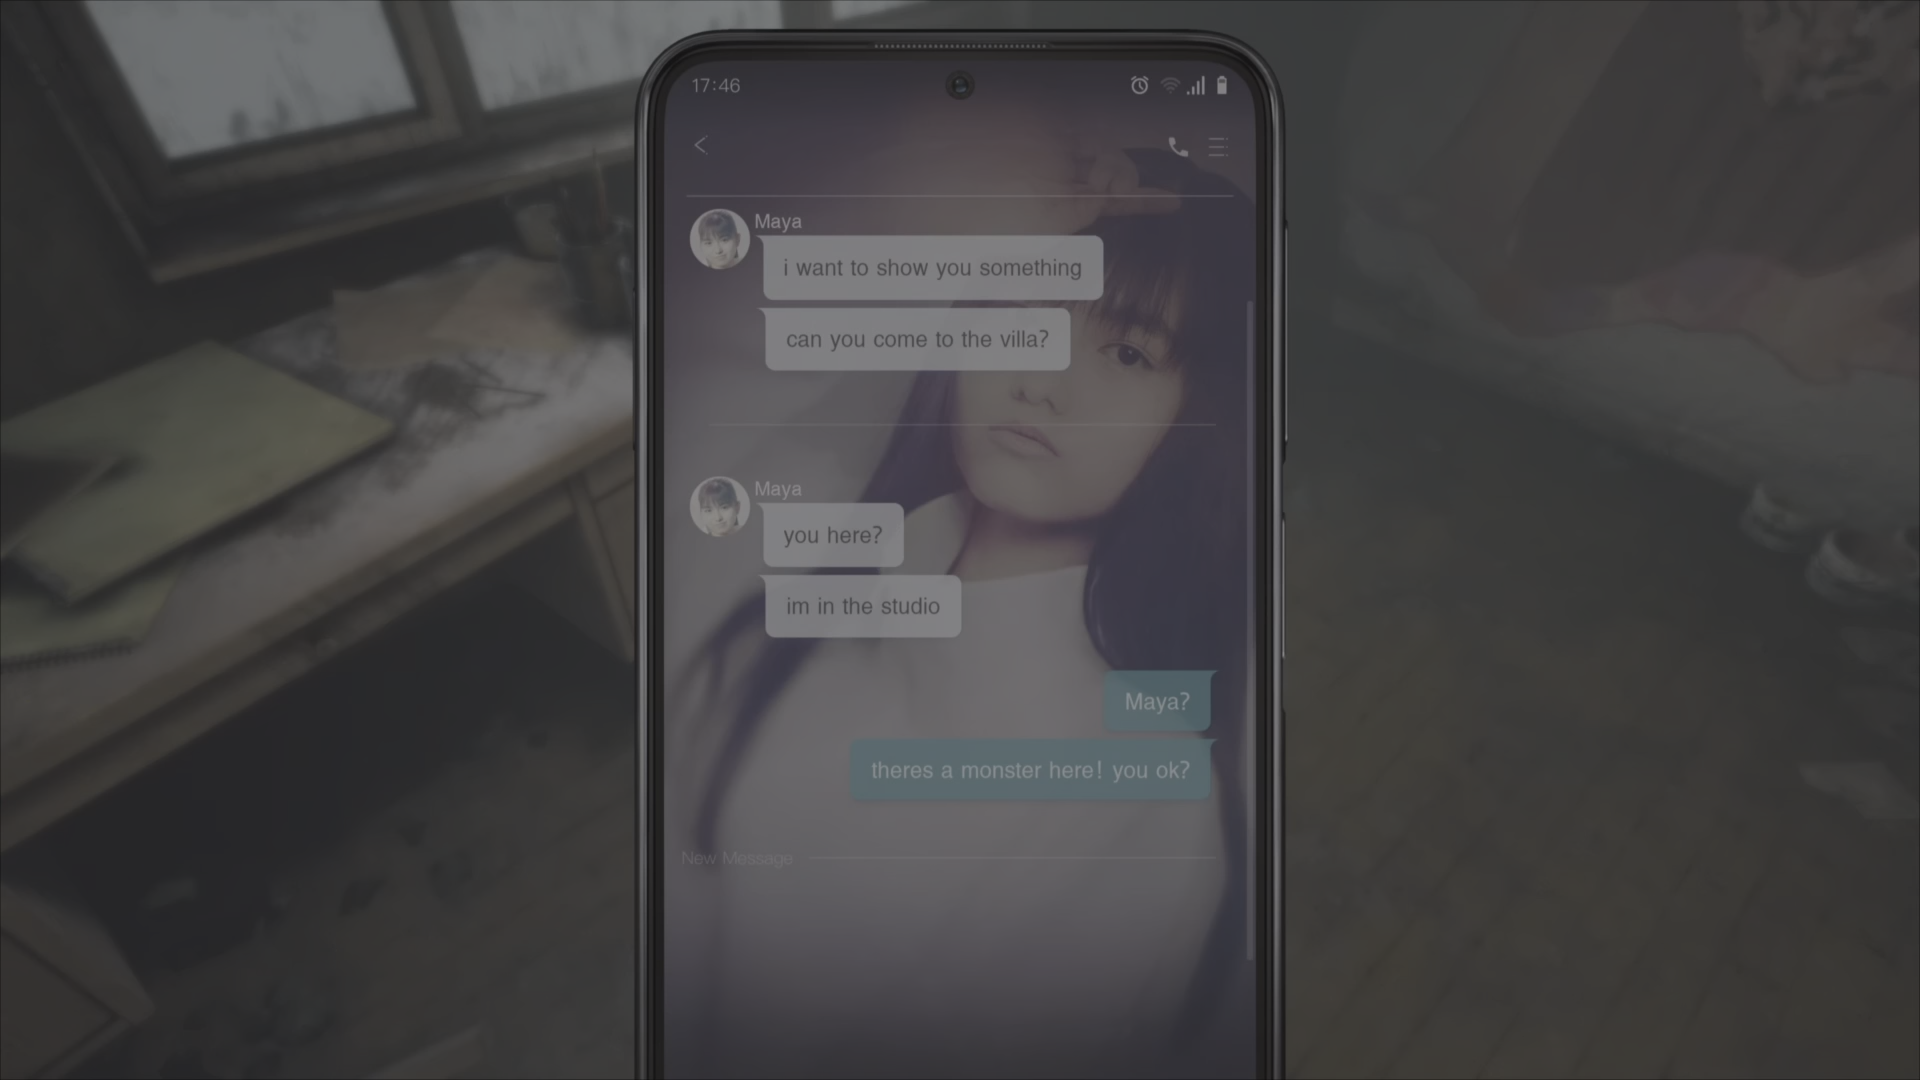 17:46
Maya
i want to show you something
can you come to the villa?
Maya
you here?
im in the studio
Maya?
theres a monster here! you ok?
New Message